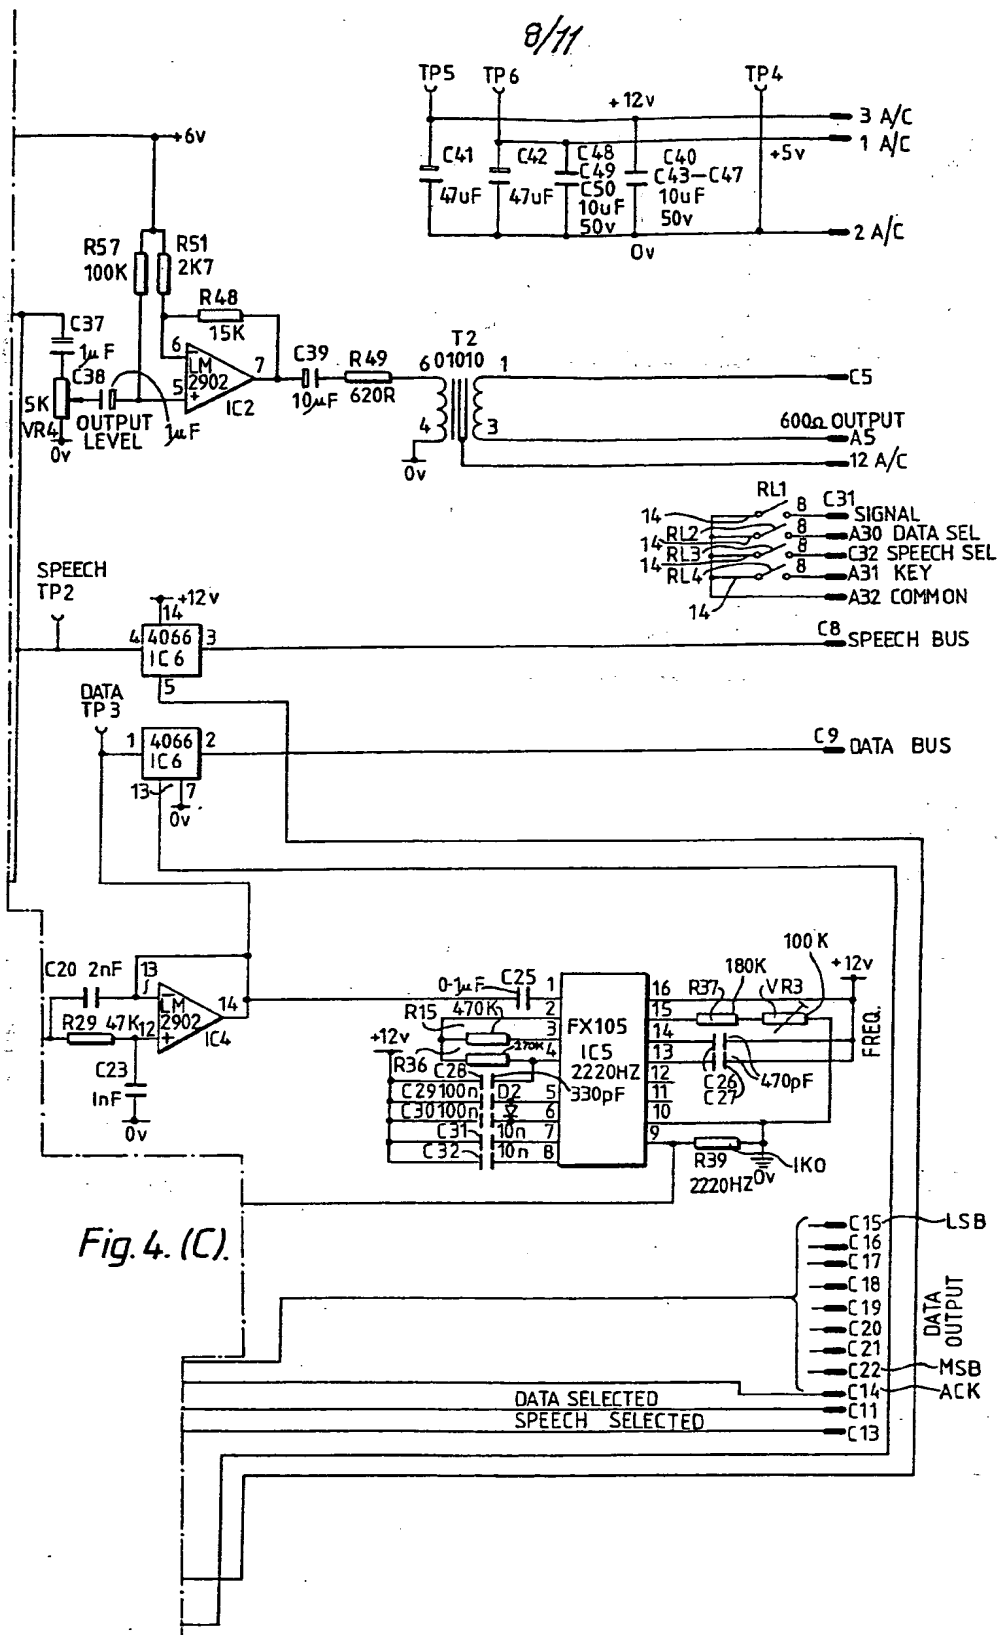 8/11
TP5 TP6 TP4
+12v
3 A/C
1 A/C
+6v
+5v
C41
47uF
C42
47uF
C48
C49
C50
10uF
50v
C40
C43-C47
10uF
50v
2 A/C
0v
R57
100K
R51
2K7
R48
15K
C37
1µF
C38
6
5
LM
2902
7
IC2
C39
10µF
R49
620R
T2
01010
6
4
1
3
C5
5K
VR4
0v
OUTPUT
LEVEL
1µF
0v
600Ω OUTPUT
A5
12 A/C
RL1
14
8
C31
SIGNAL
RL2
14
8
A30 DATA SEL
RL3
14
8
C32 SPEECH SEL
RL4
8
A31 KEY
14
A32 COMMON
SPEECH
TP2
+12v
14
4
4066
IC6
3
5
C8
SPEECH BUS
DATA
TP3
1
4066
IC6
2
13
7
0v
C9
DATA BUS
C20 2nF
13
R29 47K
12
LM
2902
14
IC4
C23
1nF
0v
0·1µF C25
R15 470K
+12v
R36 270K
C28
330pF
C29 100n D2
C30 100n
C31 10n
C32 10n
1
2
3
4
5
6
7
8
FX105
IC5
2220HZ
16
15
14
13
12
11
10
9
100K
180K
R37
VR3
+12v
FREQ.
C26
C27
470pF
R39
1K0
2220HZ
0v
Fig. 4. (C).
C15 LSB
C16
C17
C18
C19
C20
C21
C22 MSB
C14 ACK
DATA
OUTPUT
DATA SELECTED
C11
SPEECH SELECTED
C13